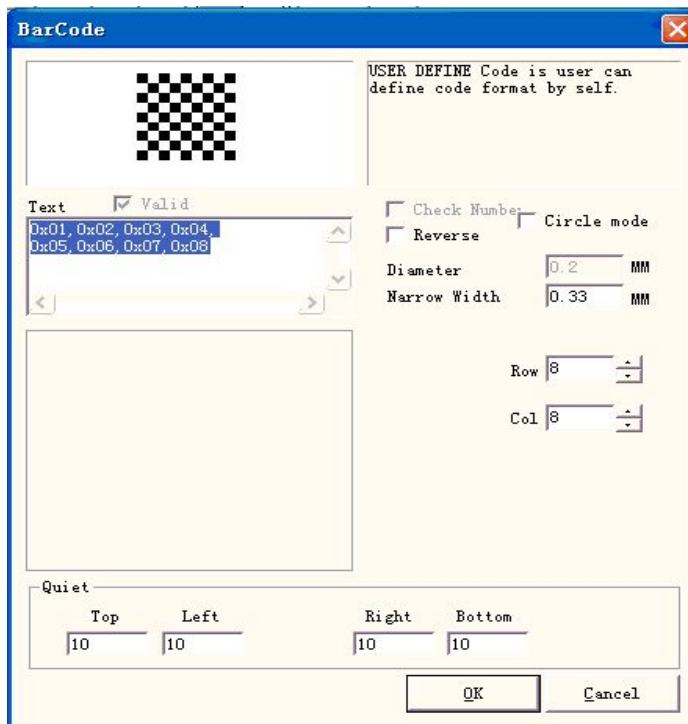 BarCode
USER DEFINE Code is user can
define code format by self.
Text
Valid
0x01, 0x02, 0x03, 0x04,
0x05, 0x06, 0x07, 0x08
Check Number
Circle mode
Reverse
Diameter 0.2 MM
Narrow Width 0.33 MM
Row 8
Col 8
Quiet
Top Left Right Bottom
10 10 10 10
OK Cancel